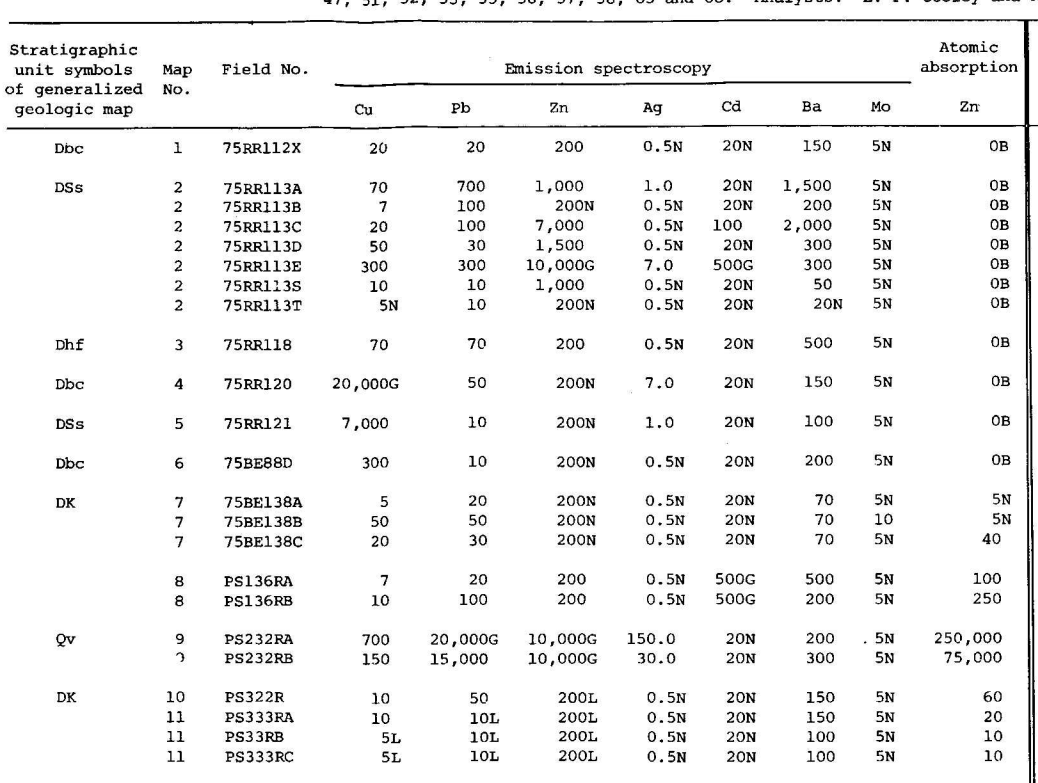 Stratigraphic unit symbols of generalized geologic map | Map No. | Field No. | Emission spectroscopy | Atomic absorption
Cu Pb Zn Ag Cd Ba Mo Zn
Dbc 1 75RR112X 20 20 200 0.5N 20N 150 5N 0B
DSs 2 75RR113A 70 700 1,000 1.0 20N 1,500 5N 0B
2 75RR113B 7 100 200N 0.5N 20N 200 5N 0B
2 75RR113C 20 100 7,000 0.5N 100 2,000 5N 0B
2 75RR113D 50 30 1,500 0.5N 20N 300 5N 0B
2 75RR113E 300 300 10,000G 7.0 500G 300 5N 0B
2 75RR113S 10 10 1,000 0.5N 20N 50 5N 0B
2 75RR113T 5N 10 200N 0.5N 20N 20N 5N 0B
Dhf 3 75RR118 70 70 200 0.5N 20N 500 5N 0B
Dbc 4 75RR120 20,000G 50 200N 7.0 20N 150 5N 0B
DSs 5 75RR121 7,000 10 200N 1.0 20N 100 5N 0B
Dbc 6 75BE88D 300 10 200N 0.5N 20N 200 5N 0B
DK 7 75BE138A 5 20 200N 0.5N 20N 70 5N 5N
7 75BE138B 50 50 200N 0.5N 20N 70 10 5N
7 75BE138C 20 30 200N 0.5N 20N 70 5N 40
8 PS136RA 7 20 200 0.5N 500G 500 5N 100
8 PS136RB 10 100 200 0.5N 500G 200 5N 250
Qv 9 PS232RA 700 20,000G 10,000G 150.0 20N 200 5N 250,000
PS232RB 150 15,000 10,000G 30.0 20N 300 5N 75,000
DK 10 PS322R 10 50 200L 0.5N 20N 150 5N 60
11 PS333RA 10 10L 200L 0.5N 20N 150 5N 20
11 PS33RB 5L 10L 200L 0.5N 20N 100 5N 10
11 PS333RC 5L 10L 200L 0.5N 20N 100 5N 10